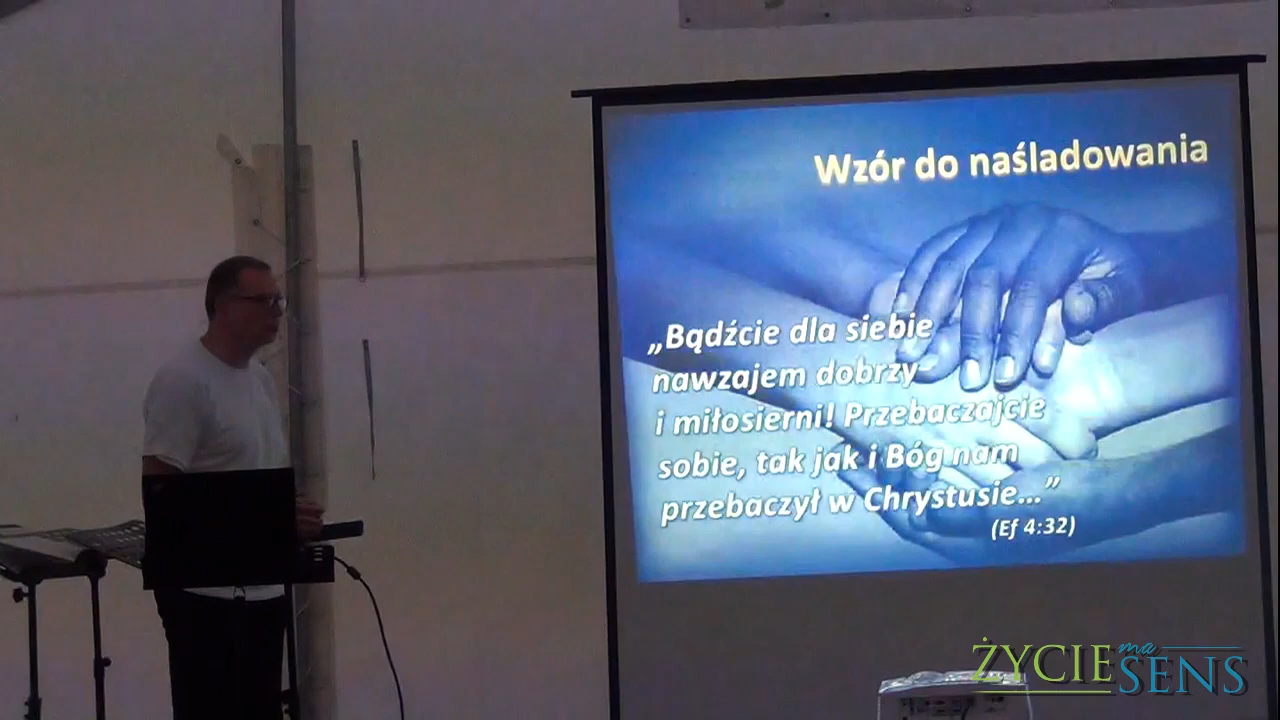 Wzór do naśladowania
„Bądźcie dla siebie
nawzajem dobrzy
i miłosierni! Przebaczajcie
sobie, tak jak i Bóg nam
przebaczył w Chrystusie...”
(Ef 4:32)
ŻYCIE ma
SENS